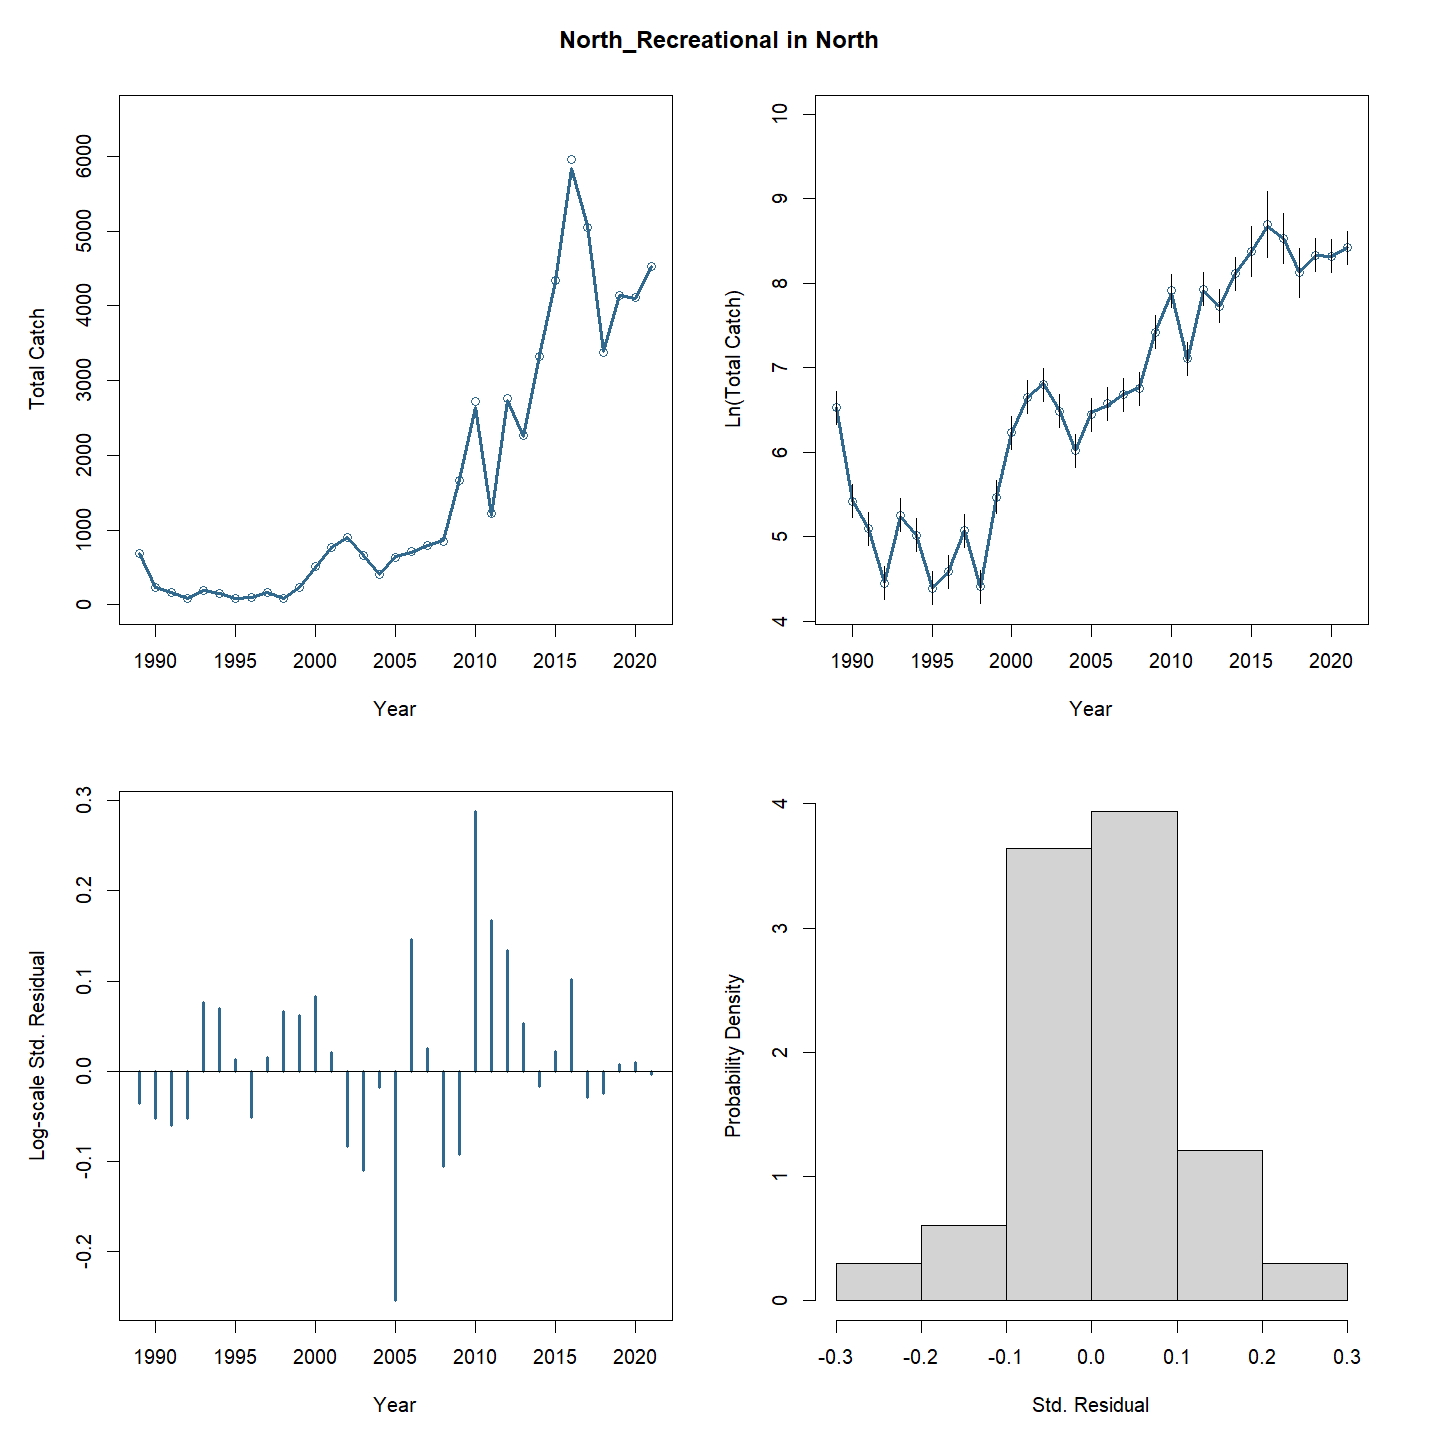 North_Recreational in North
Total Catch
6000
5000
4000
3000
2000
1000
0
1990 1995 2000 2005 2010 2015 2020
Year
Ln(Total Catch)
10
9
8
7
6
5
4
1990 1995 2000 2005 2010 2015 2020
Year
Log-scale Std. Residual
0.3
0.2
0.1
0.0
-0.1
-0.2
1990 1995 2000 2005 2010 2015 2020
Year
Probability Density
4
3
2
1
0
-0.3 -0.2 -0.1 0.0 0.1 0.2 0.3
Std. Residual